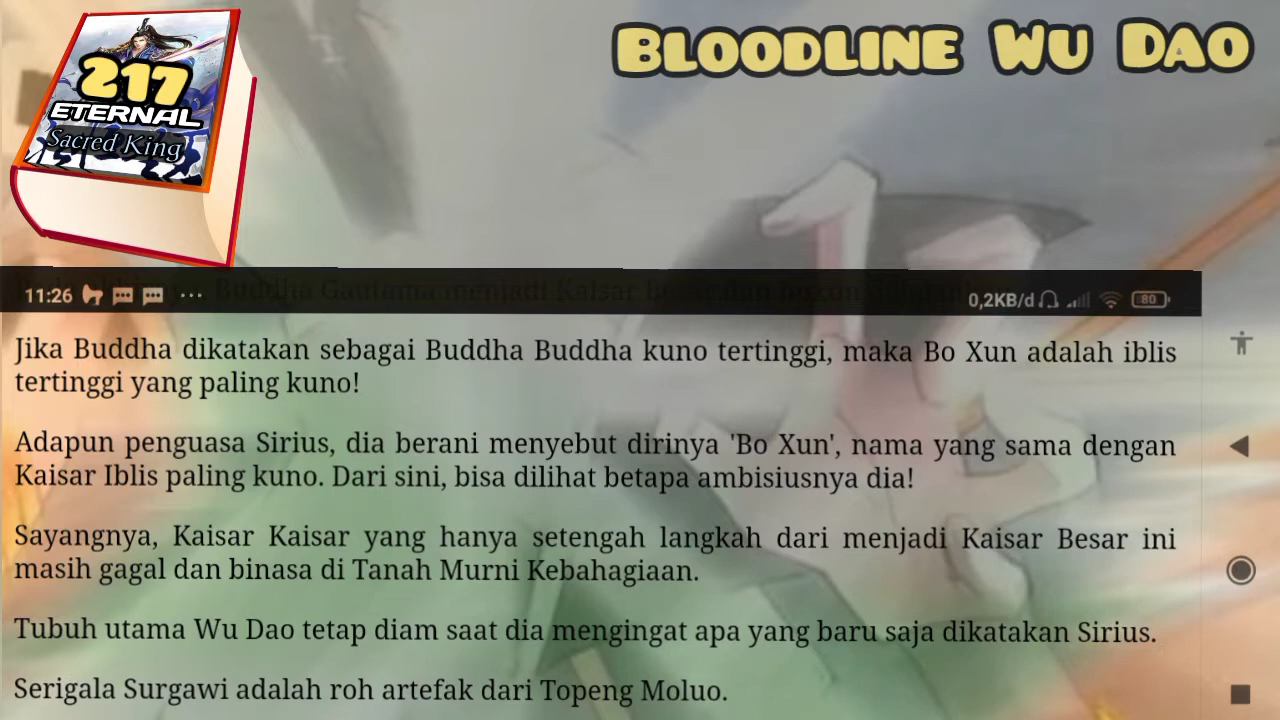 BLOODLINE WU DAO
217
ETERNAL
Sacred King
Buddha Gautama menjadi Kaisar
11:26
0,2KB/d
80
Jika Buddha dikatakan sebagai Buddha Buddha kuno tertinggi, maka Bo Xun adalah iblis
tertinggi yang paling kuno!
Adapun penguasa Sirius, dia berani menyebut dirinya 'Bo Xun', nama yang sama dengan
Kaisar Iblis paling kuno. Dari sini, bisa dilihat betapa ambisiusnya dia!
Sayangnya, Kaisar Kaisar yang hanya setengah langkah dari menjadi Kaisar Besar ini
masih gagal dan binasa di Tanah Murni Kebahagiaan.
Tubuh utama Wu Dao tetap diam saat dia mengingat apa yang baru saja dikatakan Sirius.
Serigala Surgawi adalah roh artefak dari Topeng Moluo.